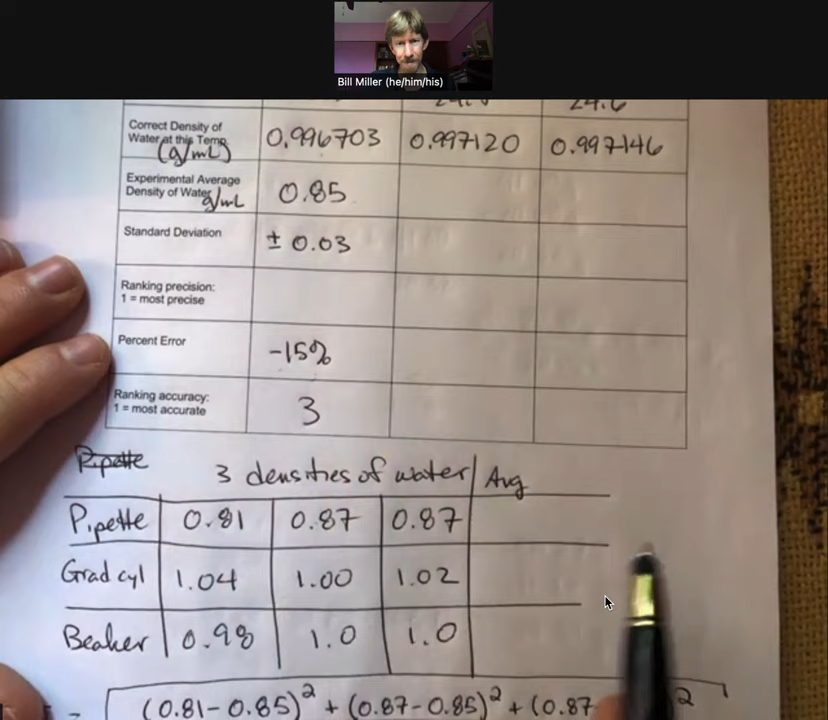 Bill Miller (he/him/his)
24.6
Correct Density of
Water at this Temp
(g/mL)
0.996703 0.997120 0.997146
Experimental Average
Density of Water g/mL
0.85
Standard Deviation
± 0.03
Ranking precision:
1 = most precise
Percent Error
-15%
Ranking accuracy:
1 = most accurate
3
Pipette 3 densities of water Avg
Pipette 0.81 0.87 0.87
Grad cyl 1.04 1.00 1.02
Beaker 0.98 1.0 1.0
= (0.81-0.85)² + (0.87-0.85)² + (0.87 ²